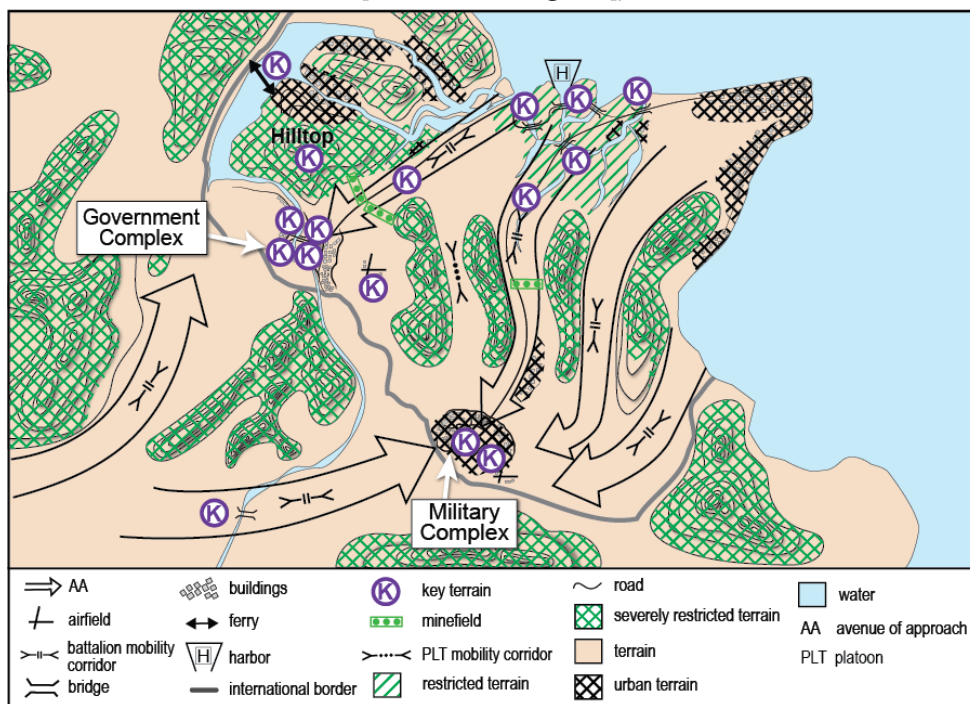 K
H
K
K
K
K
Hilltop
K
K
K
K
K
K
Government
Complex
K
K
K
K
K
K
Military
Complex
K
AA
buildings
K key terrain
road
water
airfield
ferry
minefield
severely restricted terrain
AA avenue of approach
battalion mobility
corridor
H harbor
PLT mobility corridor
terrain
PLT platoon
bridge
international border
restricted terrain
urban terrain